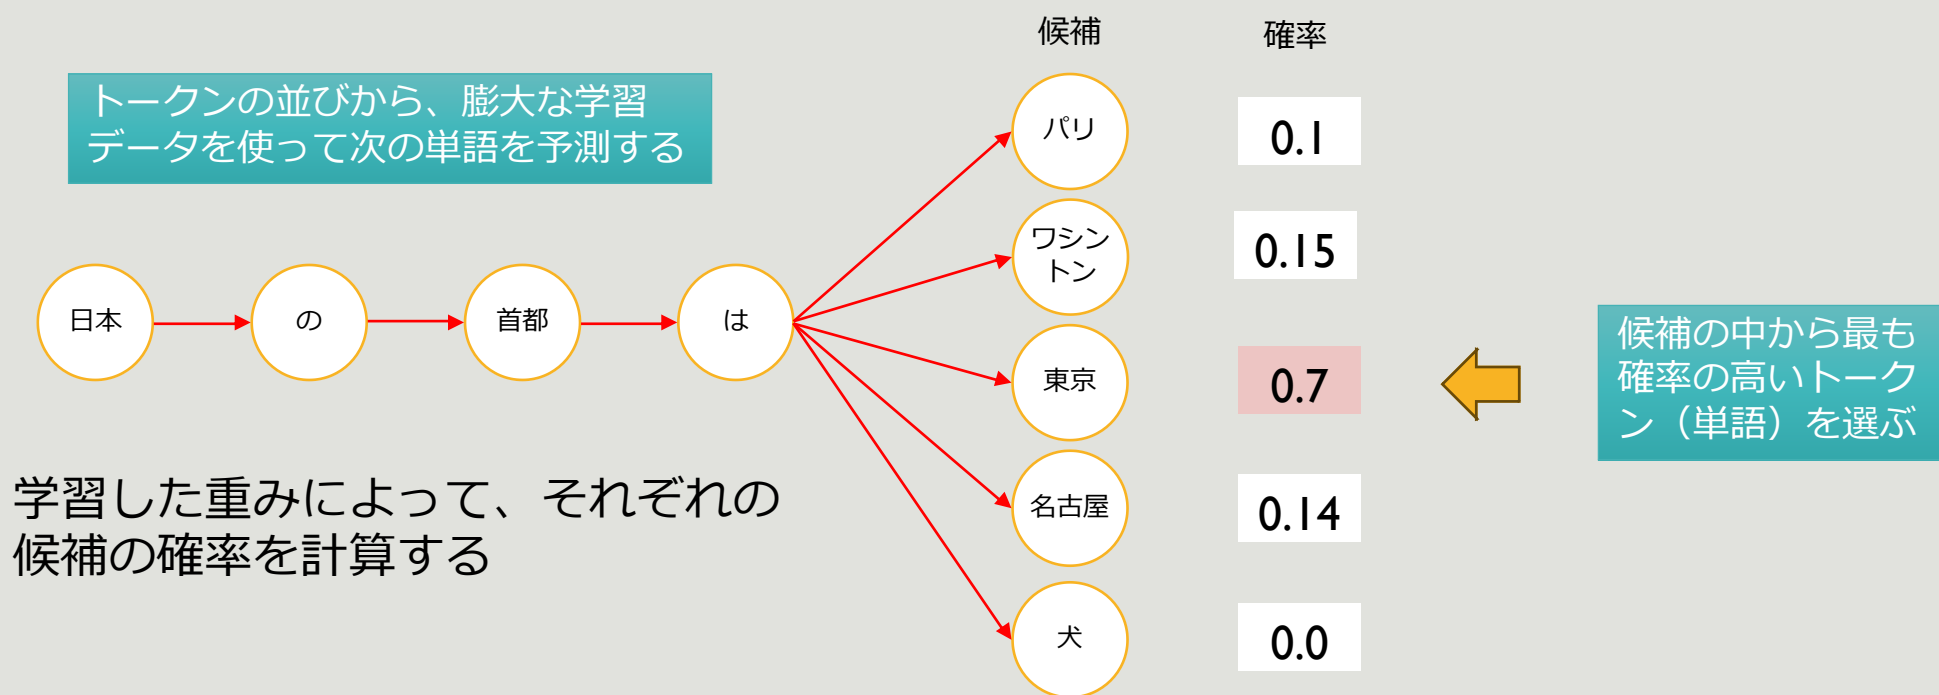 候補
確率
トークンの並びから、膨大な学習
データを使って次の単語を予測する
パリ
0.1
ワシン
トン
0.15
日本
の
首都
は
東京
0.7
候補の中から最も
確率の高いトーク
ン（単語）を選ぶ
学習した重みによって、それぞれの
候補の確率を計算する
名古屋
0.14
犬
0.0